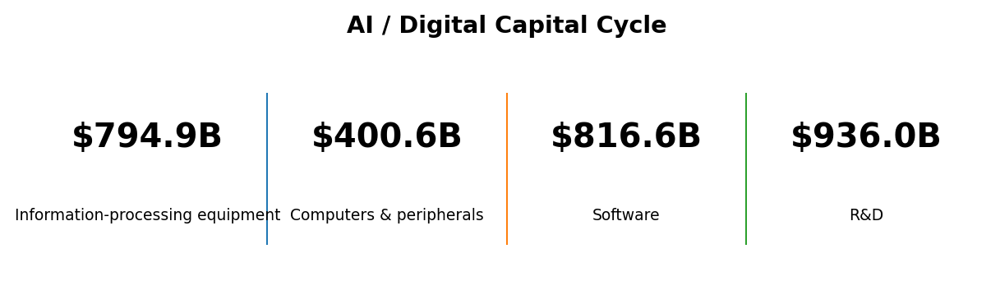 AI / Digital Capital Cycle
$794.9B
$400.6B
$816.6B
$936.0B
Information-processing equipment
Computers & peripherals
Software
R&D